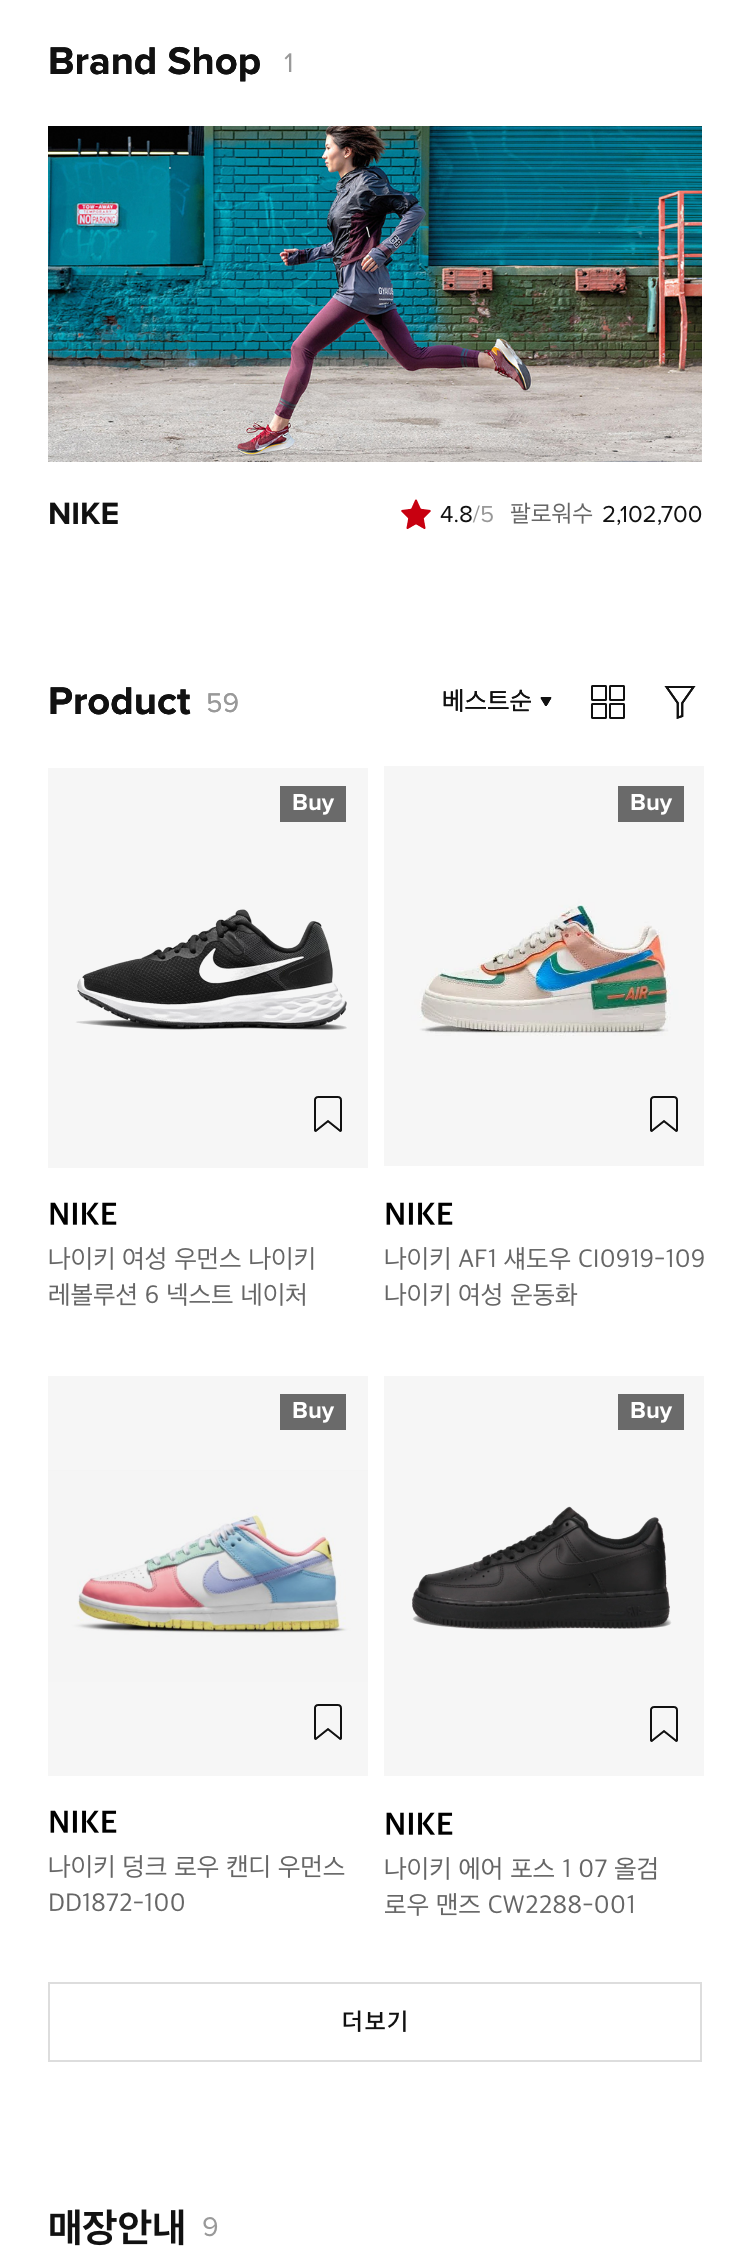 Brand Shop 1
TOW-AWAY
NO PARKING
NIKE ★ 4.8/5 팔로워수 2,102,700
Product 59 베스트순 ▼
Buy Buy
AIR
NIKE NIKE
나이키 여성 우먼스 나이키 나이키 AF1 섀도우 CI0919-109
레볼루션 6 넥스트 네이처 나이키 여성 운동화
Buy Buy
NIKE NIKE
나이키 덩크 로우 캔디 우먼스 나이키 에어 포스 1 07 올검
DD1872-100 로우 맨즈 CW2288-001
더보기
매장안내 9